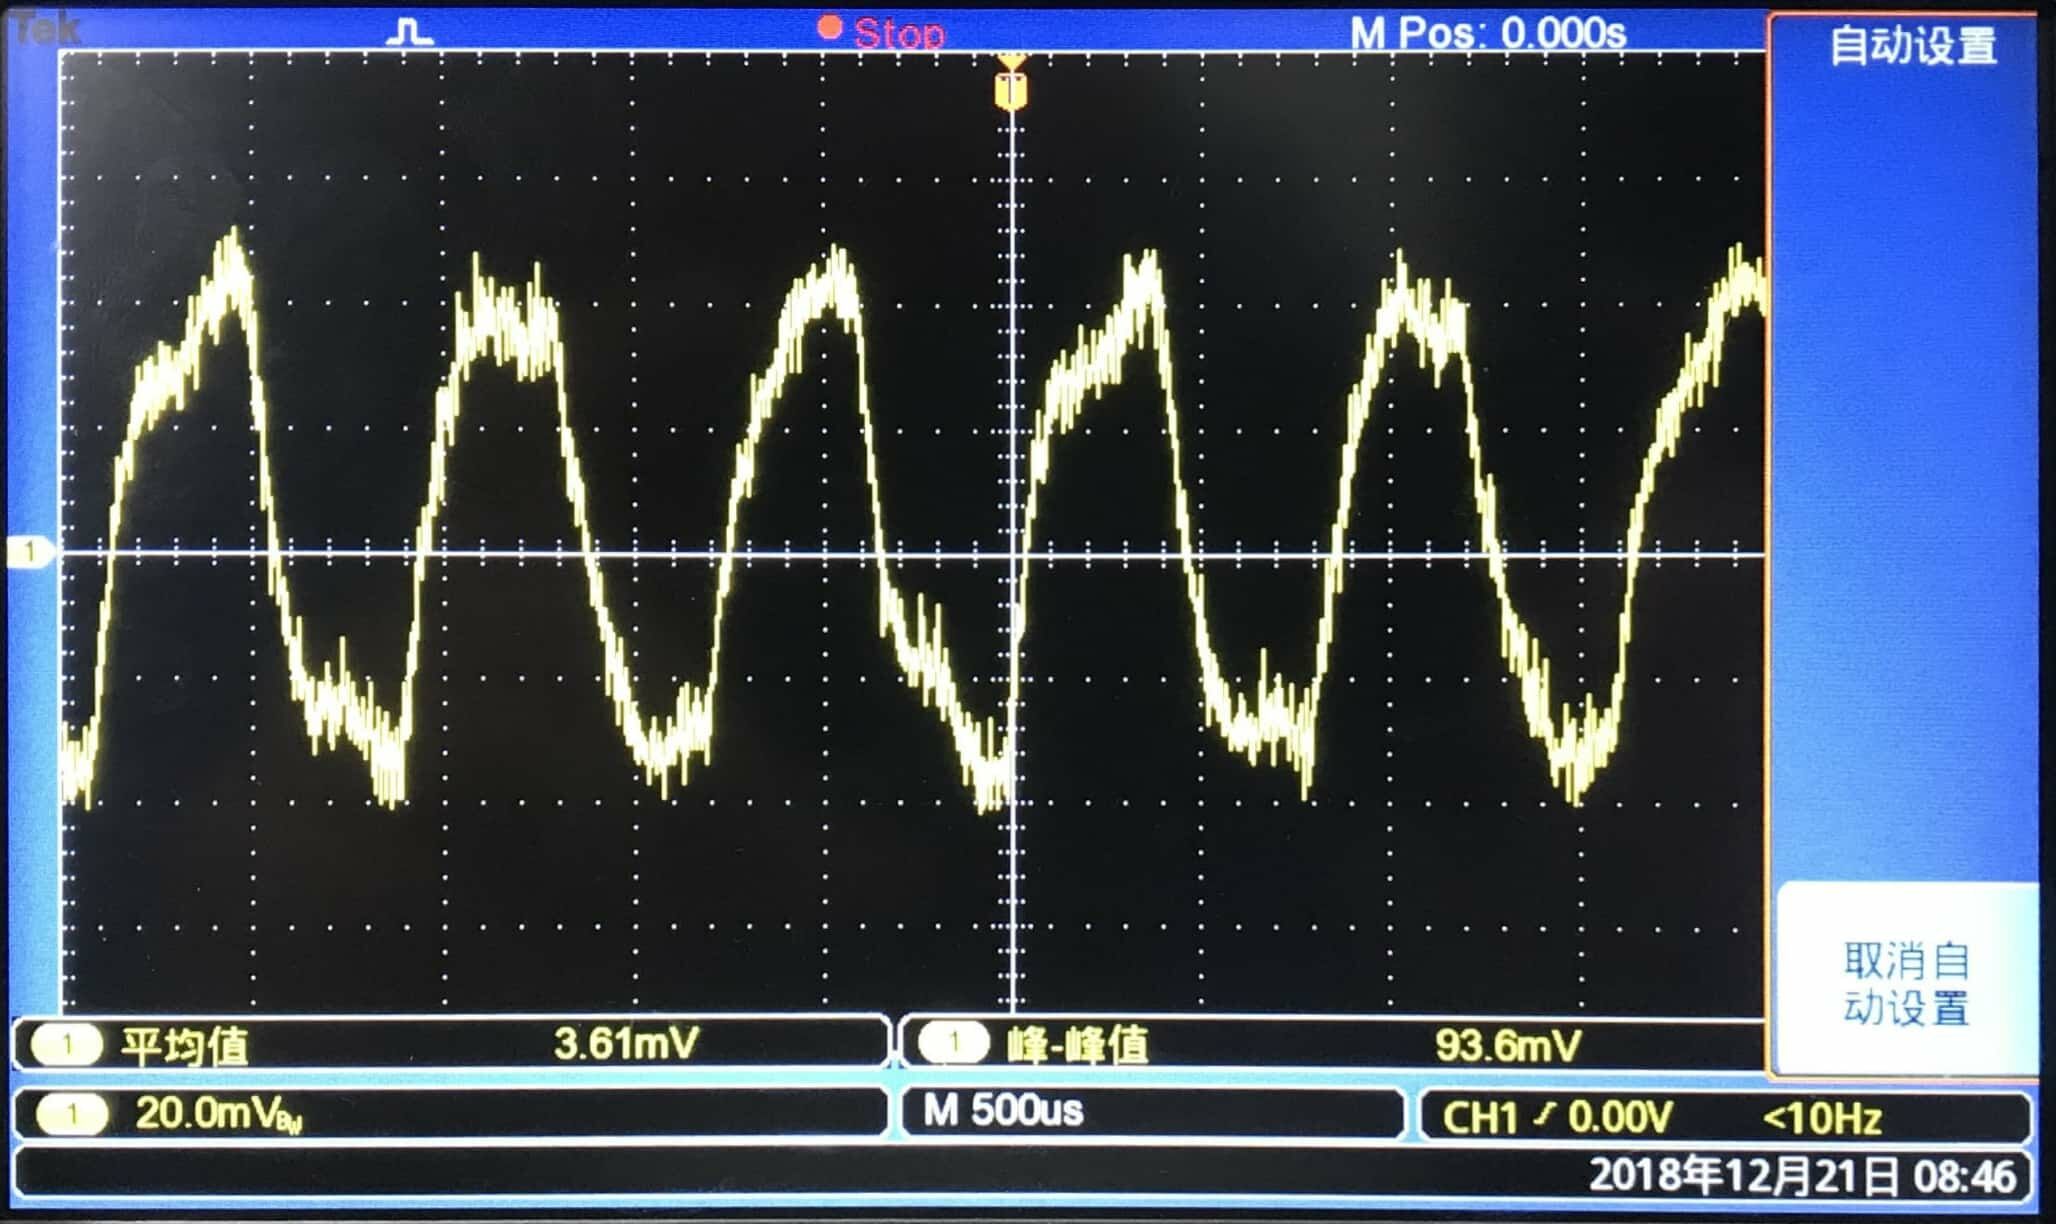 Tek
Stop
M Pos: 0.000s
自动设置
T
1
取消自
动设置
1 平均值 3.61mV
1 峰-峰值 93.6mV
1 20.0mVBW
M 500us
CH1 0.00V <10Hz
2018年12月21日 08:46